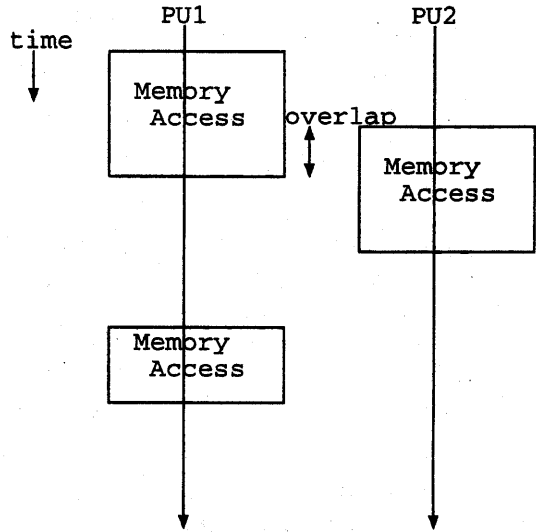 PU1
PU2
time
Memory
Access
overlap
Memory
Access
Memory
Access